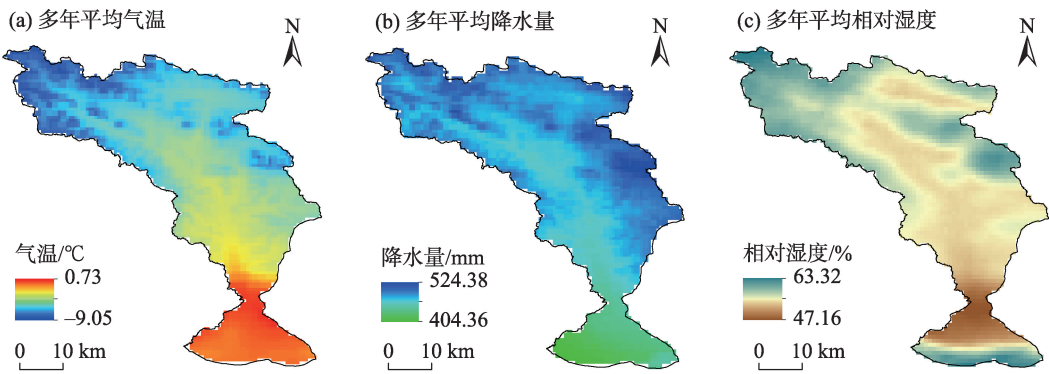 (a) 多年平均气温
N
气温/℃
0.73
–9.05
0 10 km
(b) 多年平均降水量
N
降水量/mm
524.38
404.36
0 10 km
(c) 多年平均相对湿度
N
相对湿度/%
63.32
47.16
0 10 km